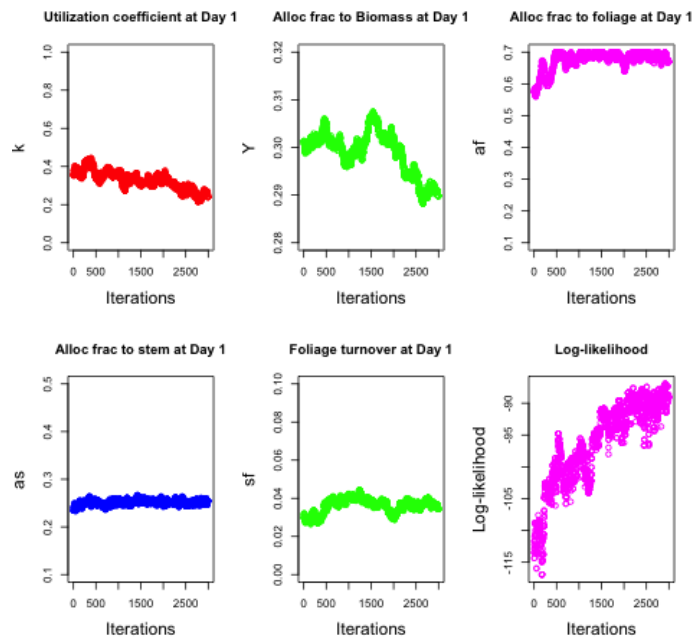 Utilization coefficient at Day 1
k
0.0 0.2 0.4 0.6 0.8 1.0
0 500 1500 2500
Iterations
Alloc frac to Biomass at Day 1
Y
0.28 0.29 0.30 0.31 0.32
0 500 1500 2500
Iterations
Alloc frac to foliage at Day 1
af
0.1 0.2 0.3 0.4 0.5 0.6 0.7
0 500 1500 2500
Iterations
Alloc frac to stem at Day 1
as
0.1 0.2 0.3 0.4 0.5
0 500 1500 2500
Iterations
Foliage turnover at Day 1
sf
0.00 0.02 0.04 0.06 0.08 0.10
0 500 1500 2500
Iterations
Log-likelihood
Log-likelihood
-115 -105 -95 -90
0 500 1500 2500
Iterations